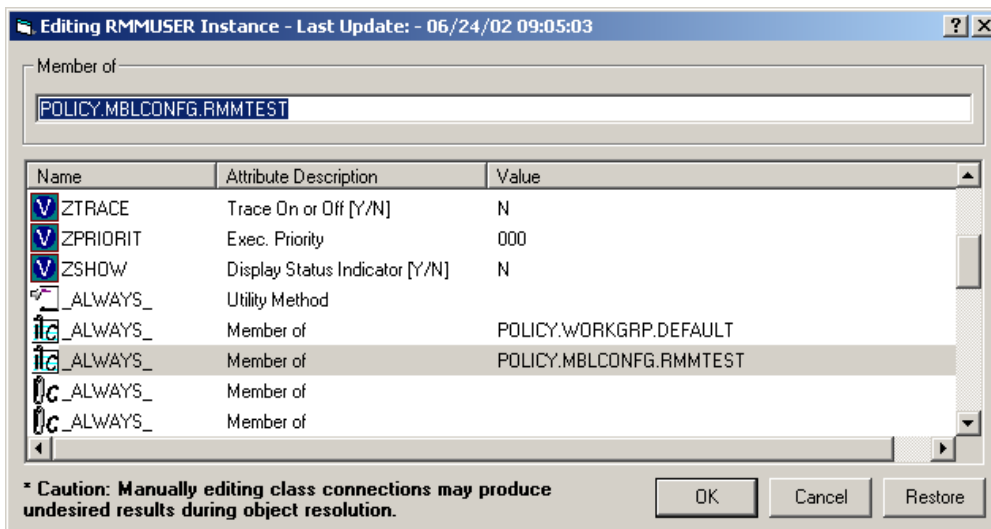 Editing RMMUSER Instance - Last Update: - 06/24/02 09:05:03
Member of
POLICY.MBLCONFG.RMMTEST
Name Attribute Description Value
V ZTRACE Trace On or Off [Y/N] N
V ZPRIORIT Exec. Priority 000
V ZSHOW Display Status Indicator [Y/N] N
_ALWAYS_ Utility Method
_ALWAYS_ Member of POLICY.WORKGRP.DEFAULT
_ALWAYS_ Member of POLICY.MBLCONFG.RMMTEST
_ALWAYS_ Member of
_ALWAYS_ Member of
* Caution: Manually editing class connections may produce
undesired results during object resolution.
OK Cancel Restore